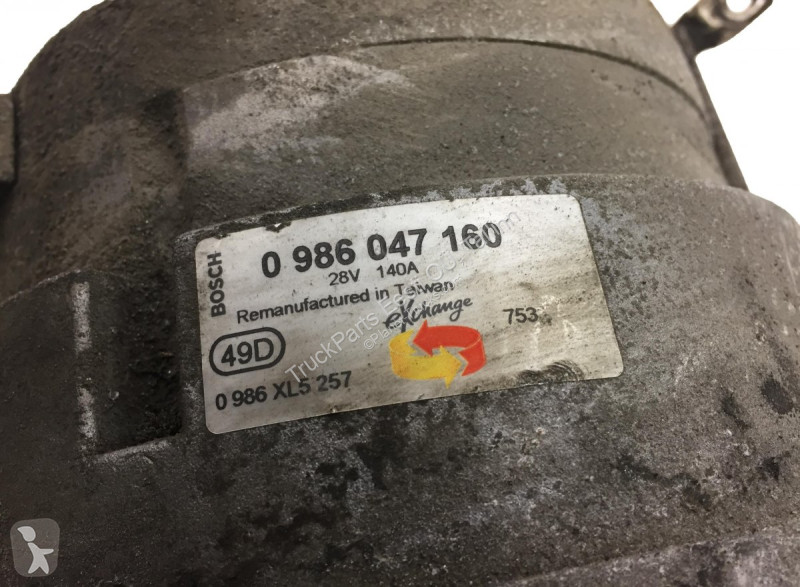 BOSCH
0 986 047 160
28V 140A
Remanufactured in Taiwan
eXchange
753
49D
0 986 XL5 257